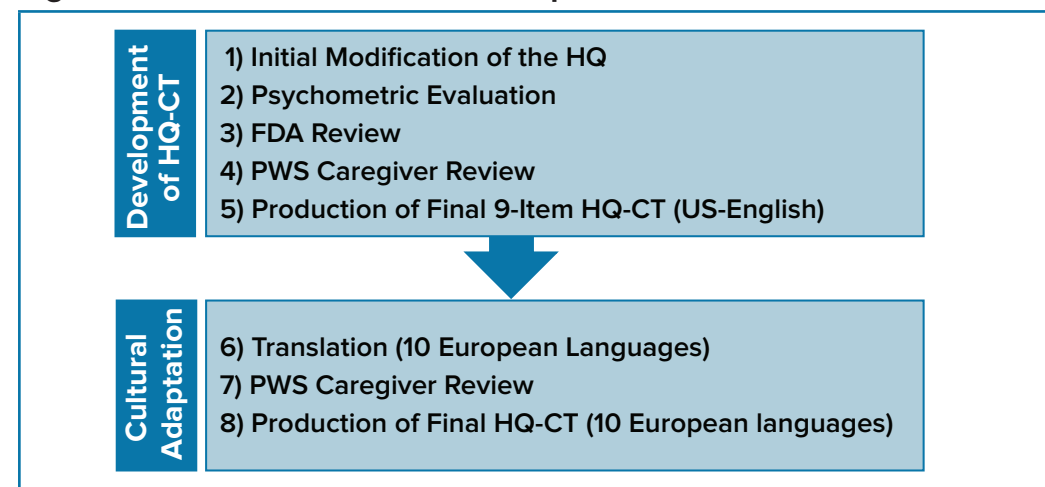 Development
of HQ-CT
1) Initial Modification of the HQ
2) Psychometric Evaluation
3) FDA Review
4) PWS Caregiver Review
5) Production of Final 9-Item HQ-CT (US-English)
Cultural
Adaptation
6) Translation (10 European Languages)
7) PWS Caregiver Review
8) Production of Final HQ-CT (10 European languages)